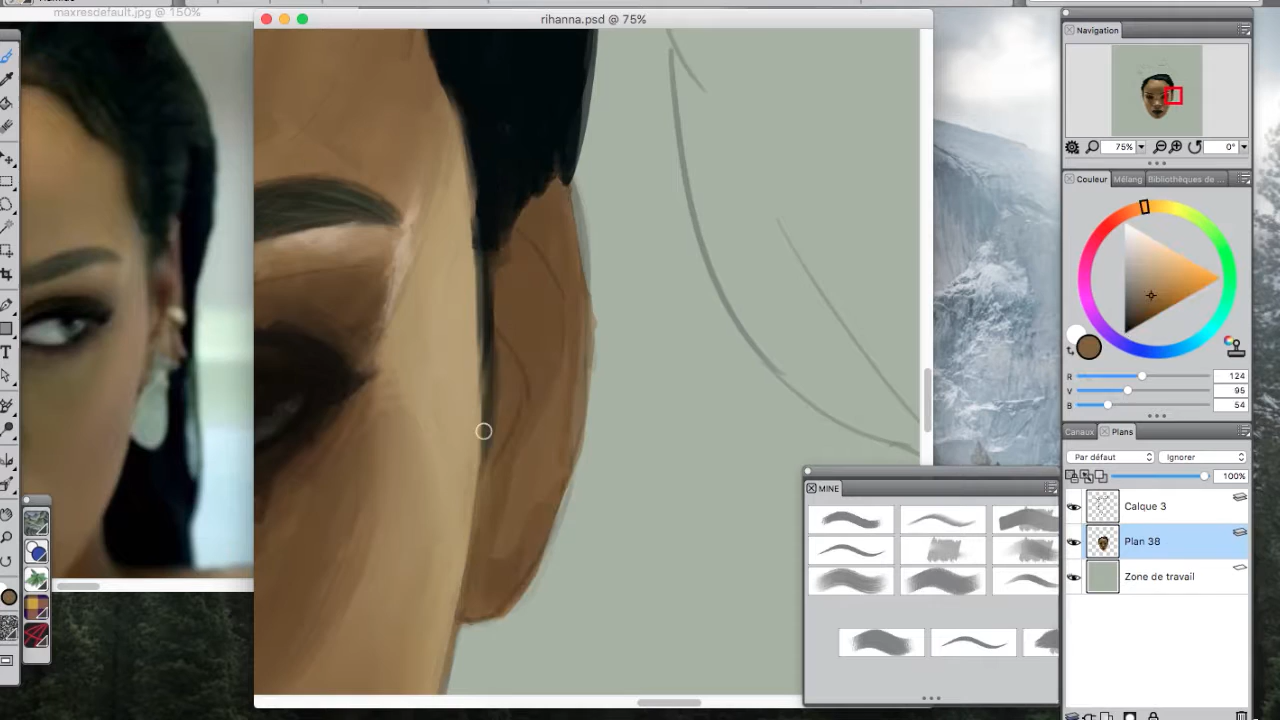 maxresdefault.jpg @ 150%
rihanna.psd @ 75%
Navigation
75%
0°
Couleur
Mélang
Bibliothèques de ...
R 124
V 95
B 54
Canaux
Plans
Par défaut
Ignorer
100%
Calque 3
Plan 38
Zone de travail
MINE
T